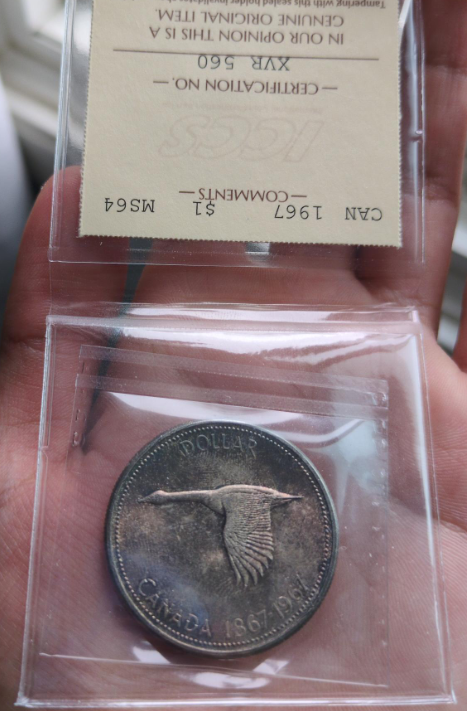 CAN 1967 $1 MS64
— COMMENTS —
ICCS
— CERTIFICATION NO. —
XVR 560
IN OUR OPINION THIS IS A
GENUINE ORIGINAL ITEM.
Tampering with this sealed holder invalidates
DOLLAR
CANADA 1867-1967